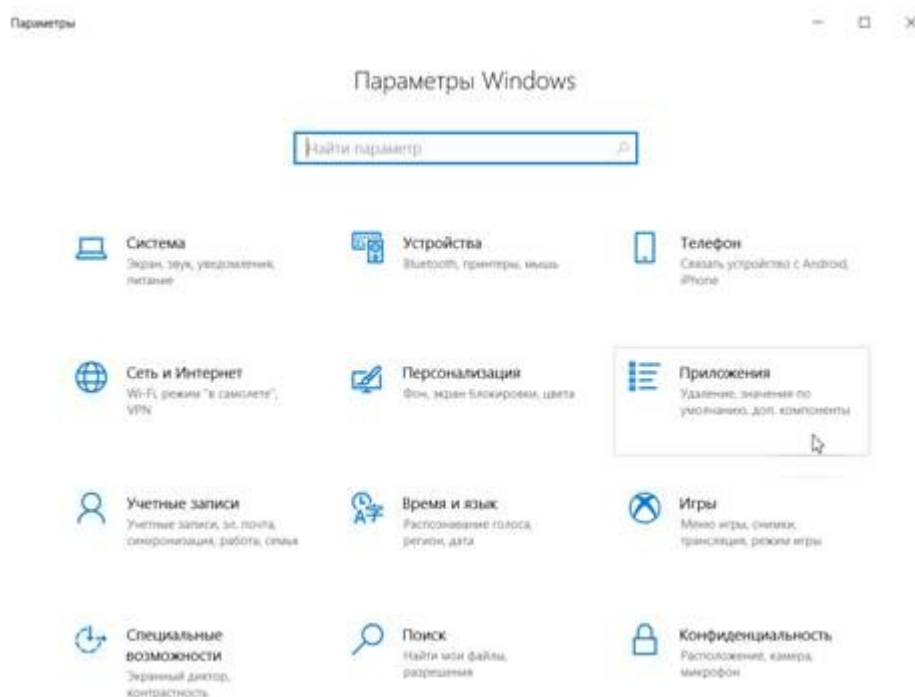 Параметры
Параметры Windows
Найти параметр
Система
Экран, звук, уведомления,
питание
Устройства
Bluetooth, принтеры, мышь
Телефон
Связать устройство с Android,
iPhone
Сеть и Интернет
Wi-Fi, режим "в самолете",
VPN
Персонализация
Фон, экран блокировки, цвета
Приложения
Удаление, значения по
умолчанию, доп. компоненты
Учетные записи
Учетные записи, эл. почта,
синхронизация, работа, семья
Время и язык
Распознавание голоса,
регион, дата
Игры
Меню игры, снимки,
трансляция, режим игры
Специальные
возможности
Экранный диктор,
контрастность
Поиск
Найти мои файлы,
разрешения
Конфиденциальность
Расположение, камера,
микрофон